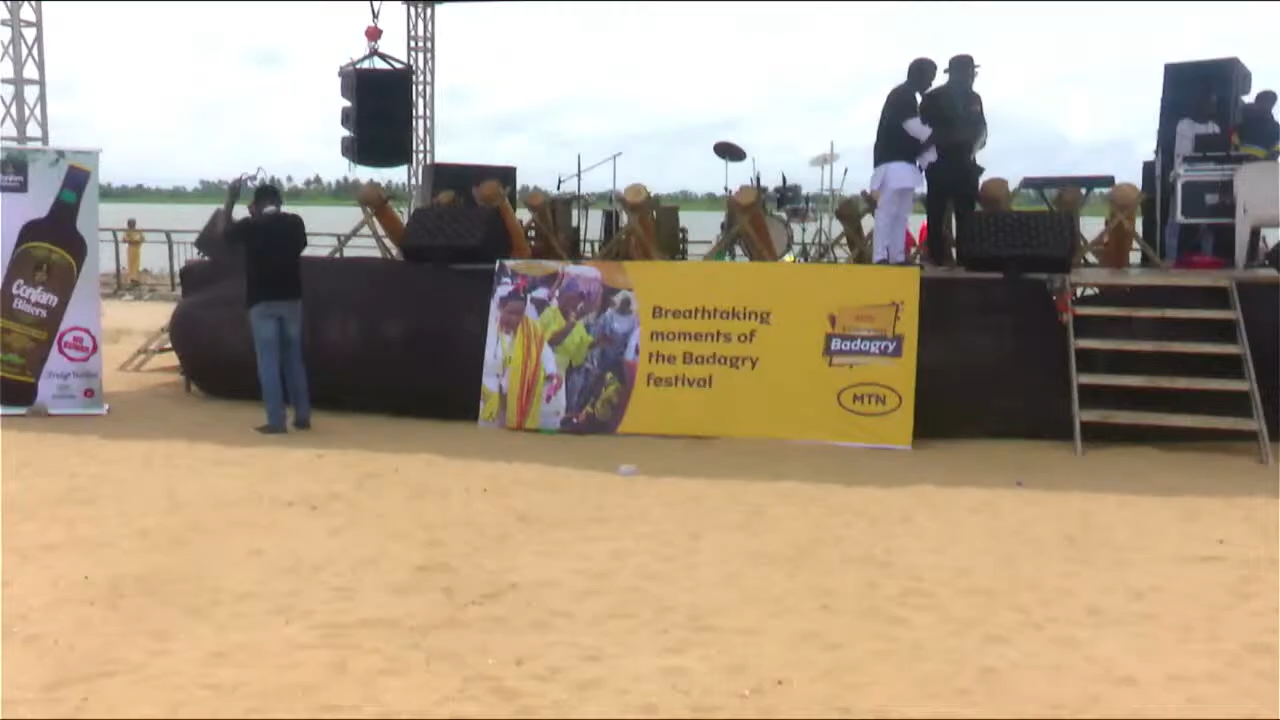 Confam
Bitters
Breathtaking
moments of
the Badagry
festival
Badagry
MTN